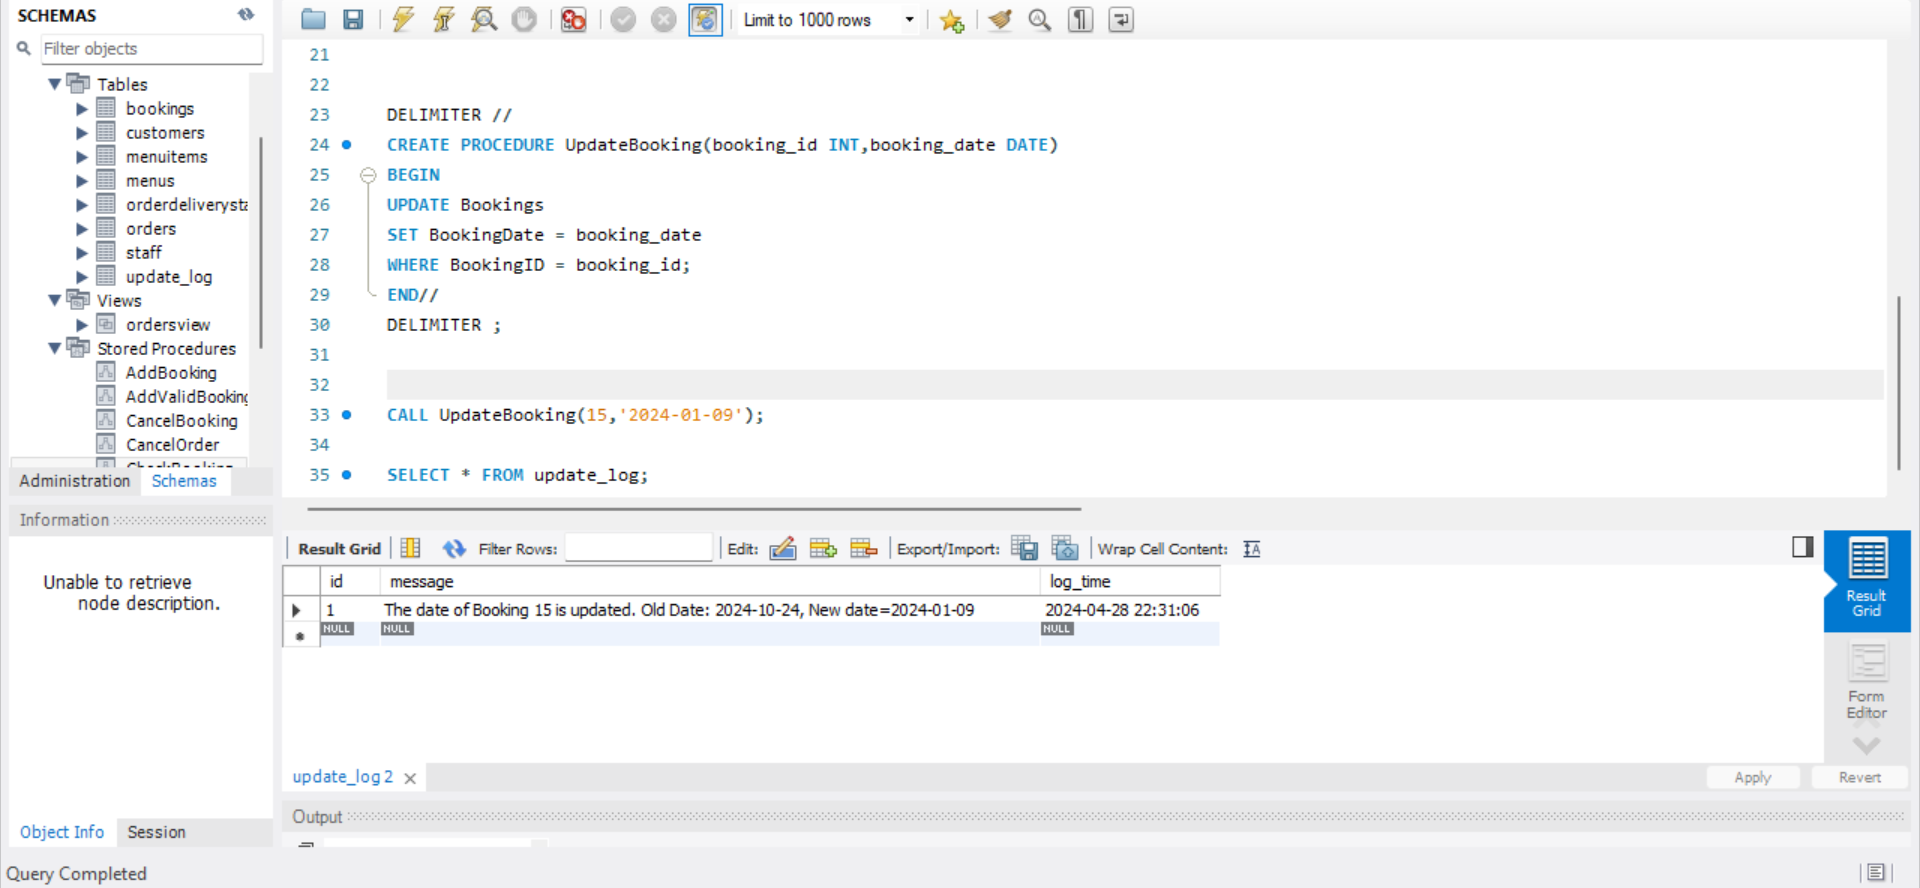 SCHEMAS
Filter objects
Tables
bookings
customers
menuitems
menus
orderdeliverysta
orders
staff
update_log
Views
ordersview
Stored Procedures
AddBooking
AddValidBooking
CancelBooking
CancelOrder
CheckBooking
Administration Schemas
Information
Unable to retrieve
node description.
Object Info Session
Query Completed
Limit to 1000 rows
21
22
23 DELIMITER //
24 CREATE PROCEDURE UpdateBooking(booking_id INT,booking_date DATE)
25 BEGIN
26 UPDATE Bookings
27 SET BookingDate = booking_date
28 WHERE BookingID = booking_id;
29 END//
30 DELIMITER ;
31
32
33 CALL UpdateBooking(15,'2024-01-09');
34
35 SELECT * FROM update_log;
Result Grid Filter Rows: Edit: Export/Import: Wrap Cell Content:
id message log_time
1 The date of Booking 15 is updated. Old Date: 2024-10-24, New date=2024-01-09 2024-04-28 22:31:06
NULL NULL NULL
Result
Grid
Form
Editor
update_log 2
Apply Revert
Output